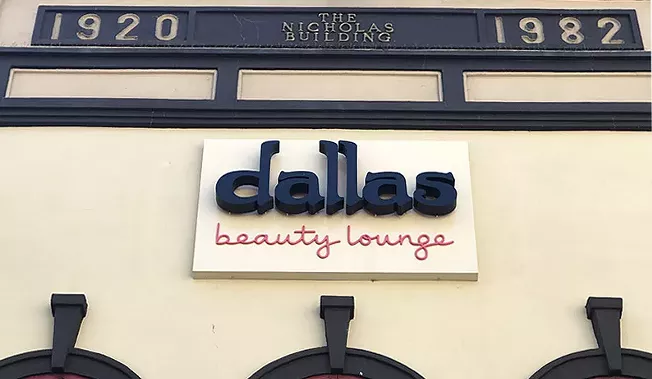 1920 THE 1982
NICHOLAS
BUILDING
dallas
beauty lounge